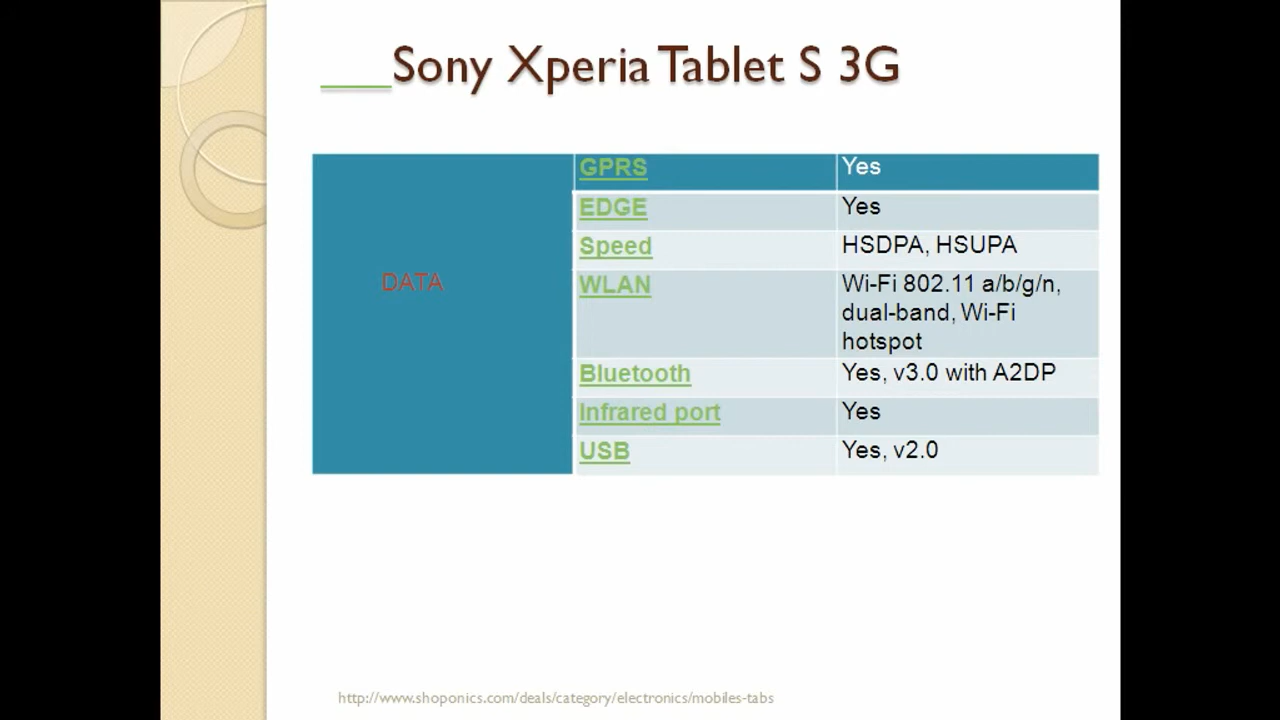 Sony Xperia Tablet S 3G
DATA
GPRS Yes
EDGE Yes
Speed HSDPA, HSUPA
WLAN Wi-Fi 802.11 a/b/g/n,
dual-band, Wi-Fi
hotspot
Bluetooth Yes, v3.0 with A2DP
Infrared port Yes
USB Yes, v2.0
http://www.shoponics.com/deals/category/electronics/mobiles-tabs